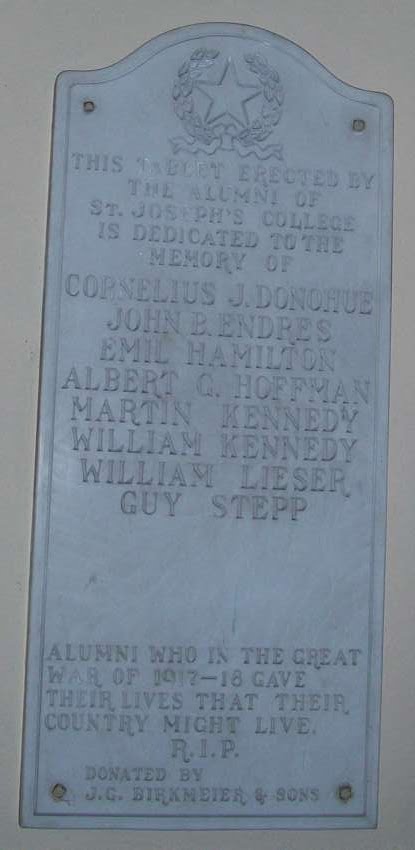 THIS TABLET ERECTED BY
THE ALUMNI OF
ST. JOSEPH'S COLLEGE
IS DEDICATED TO THE
MEMORY OF
CORNELIUS J. DONOHUE
JOHN B. ENDRES
EMIL HAMILTON
ALBERT G. HOFFMAN
MARTIN KENNEDY
WILLIAM KENNEDY
WILLIAM LIESER
GUY STEPP
ALUMNI WHO IN THE GREAT
WAR OF 1917-18 GAVE
THEIR LIVES THAT THEIR
COUNTRY MIGHT LIVE.
R.I.P.
DONATED BY
J.G. BIRKMEIER & SONS